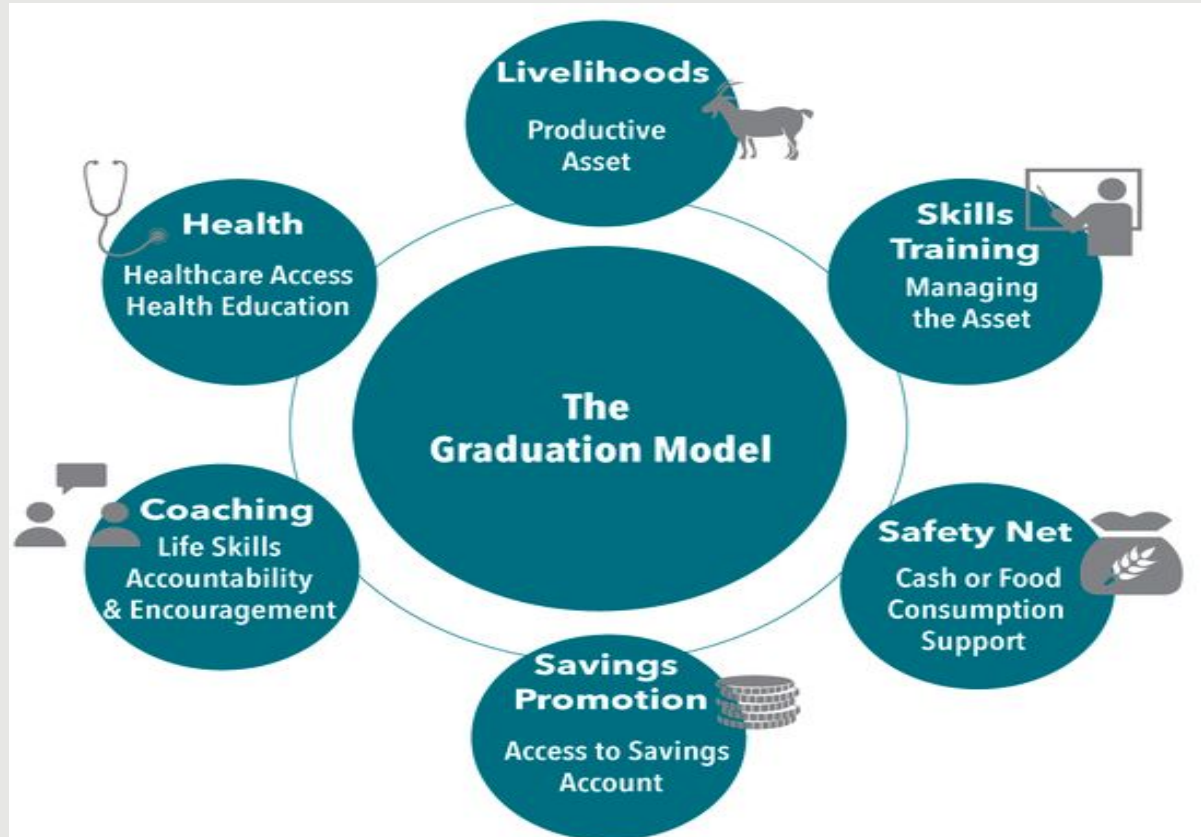 Livelihoods
Productive
Asset
Skills
Training
Managing
the Asset
Safety Net
Cash or Food
Consumption
Support
Savings
Promotion
Access to Savings
Account
Coaching
Life Skills
Accountability
& Encouragement
Health
Healthcare Access
Health Education
The
Graduation Model